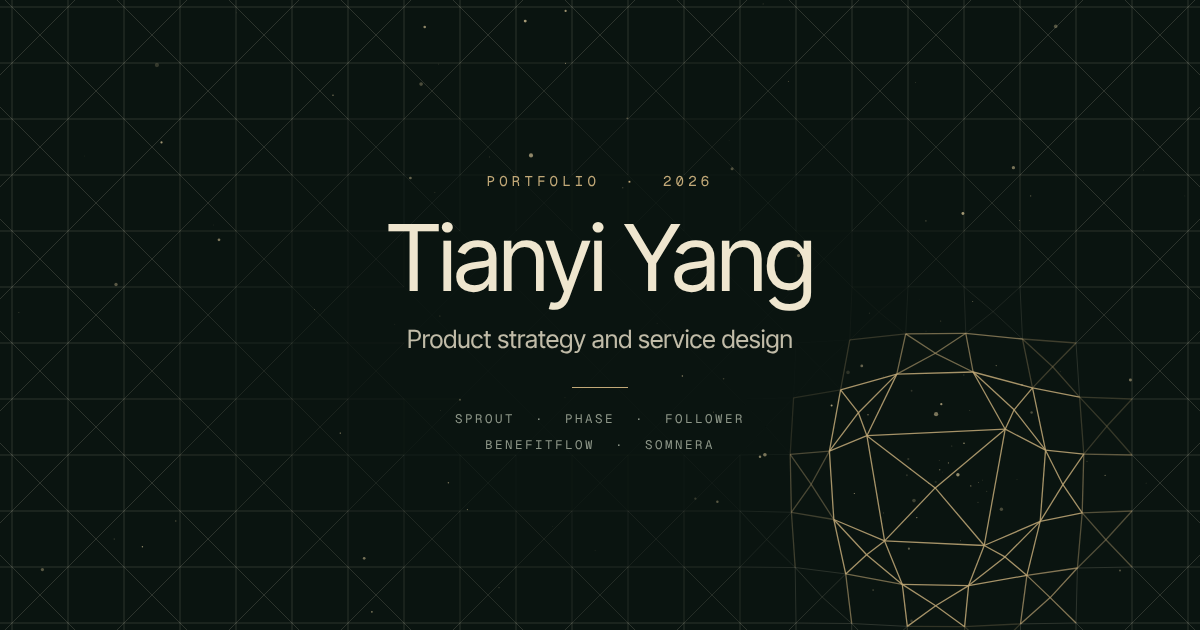 PORTFOLIO · 2026
Tianyi Yang
Product strategy and service design
SPROUT · PHASE · FOLLOWER
BENEFITFLOW · SOMNERA